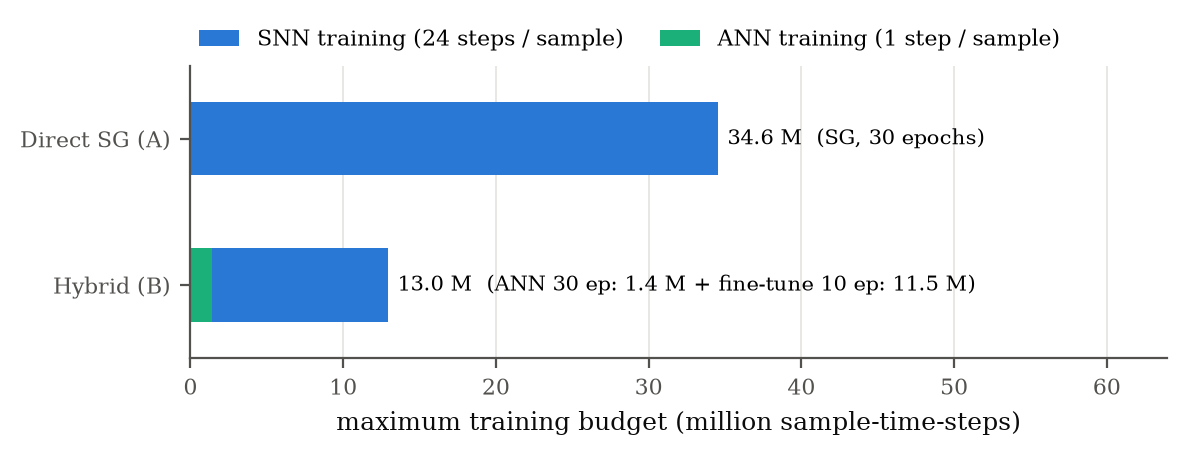 SNN training (24 steps / sample) ANN training (1 step / sample)
Direct SG (A)
34.6 M (SG, 30 epochs)
Hybrid (B)
13.0 M (ANN 30 ep: 1.4 M + fine-tune 10 ep: 11.5 M)
0 10 20 30 40 50 60
maximum training budget (million sample-time-steps)